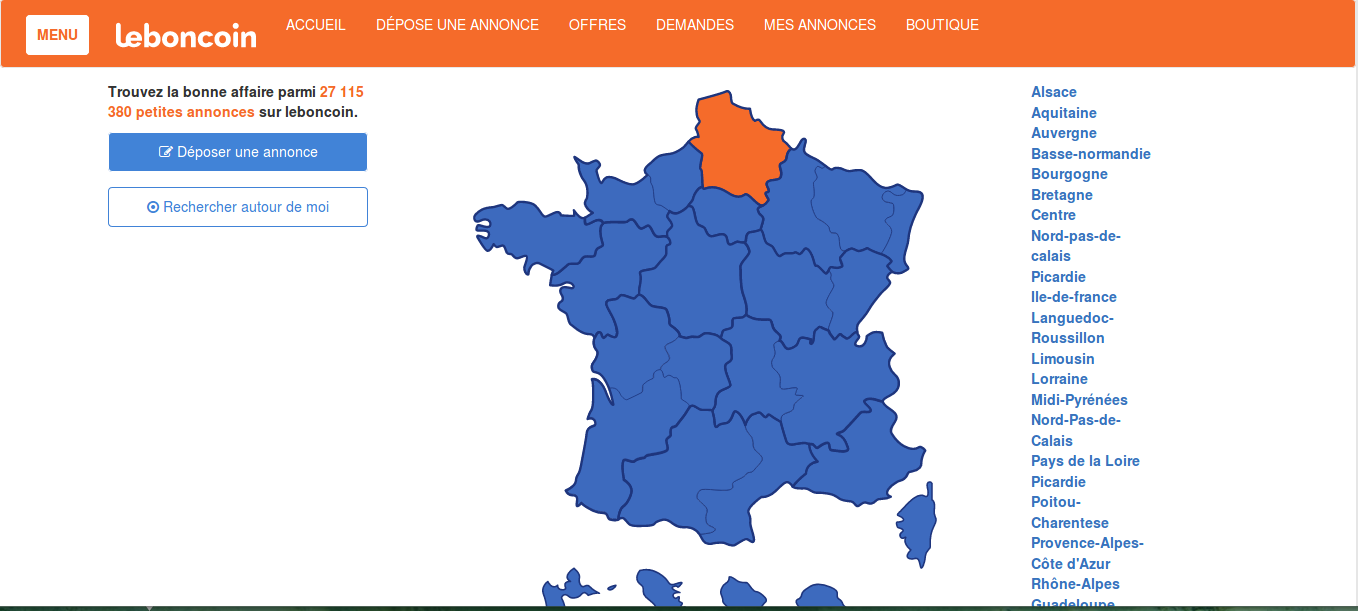 MENU
leboncoin
ACCUEIL
DÉPOSE UNE ANNONCE
OFFRES
DEMANDES
MES ANNONCES
BOUTIQUE
Trouvez la bonne affaire parmi 27 115
380 petites annonces sur leboncoin.
Déposer une annonce
Rechercher autour de moi
Alsace
Aquitaine
Auvergne
Basse-normandie
Bourgogne
Bretagne
Centre
Nord-pas-de-
calais
Picardie
Ile-de-france
Languedoc-
Roussillon
Limousin
Lorraine
Midi-Pyrénées
Nord-Pas-de-
Calais
Pays de la Loire
Picardie
Poitou-
Charentese
Provence-Alpes-
Côte d'Azur
Rhône-Alpes
Guadeloupe